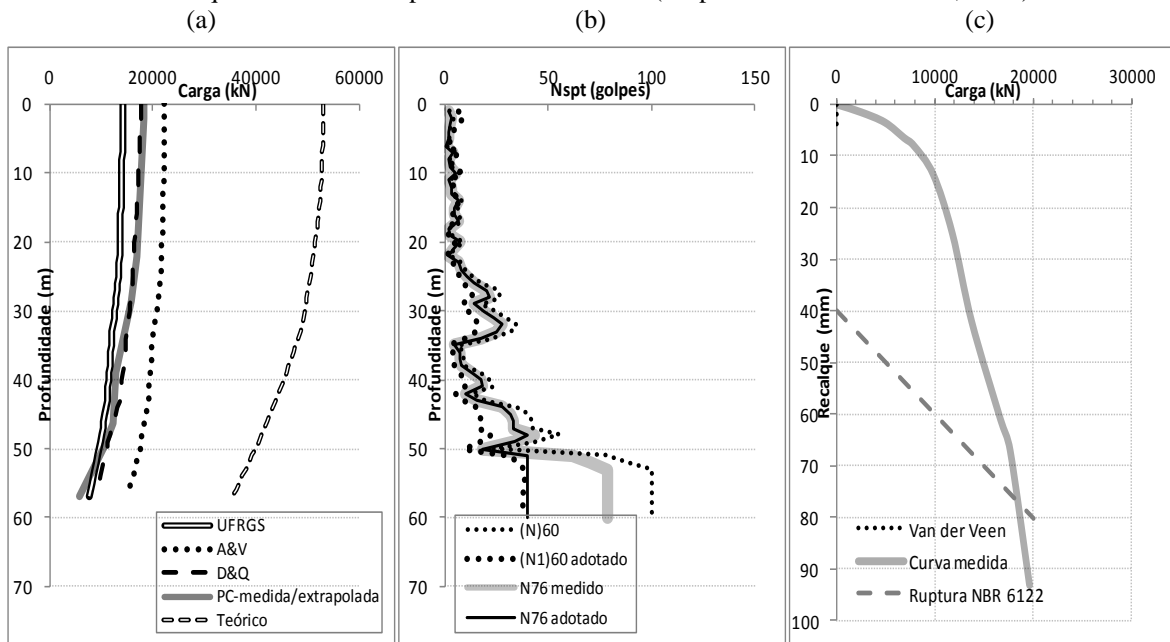 (a)
(b)
(c)
0 20000 40000 60000
Carga (kN)
0
10
20
30
40
50
60
70
Profundidade (m)
UFRGS
A&V
D&Q
PC-medida/extrapolada
Teórico
0 50 100 150
Nspt (golpes)
0
10
20
30
40
50
60
70
Profundidade (m)
(N)60
(N1)60 adotado
N76 medido
N76 adotado
0 10000 20000 30000
Carga (kN)
0
10
20
30
40
50
60
70
80
90
100
Recalque (mm)
Van der Veen
Curva medida
Ruptura NBR 6122